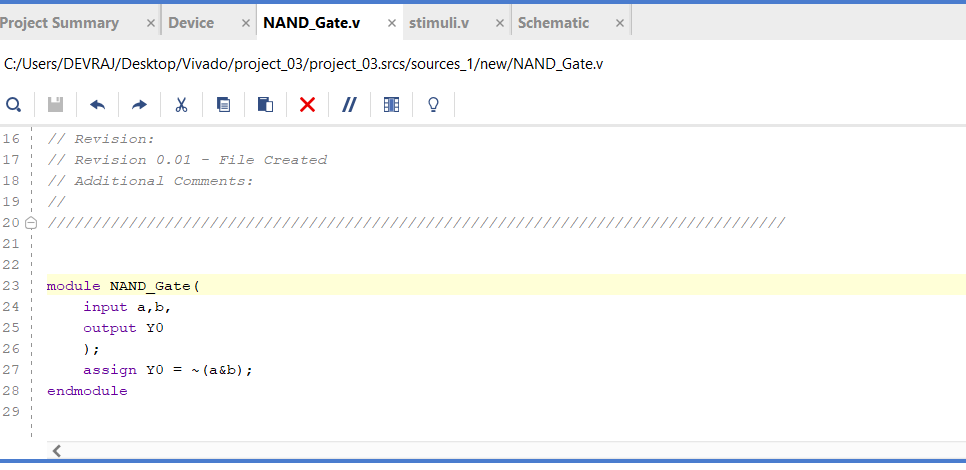 Project Summary × Device × NAND_Gate.v × stimuli.v × Schematic ×
C:/Users/DEVRAJ/Desktop/Vivado/project_03/project_03.srcs/sources_1/new/NAND_Gate.v
16 // Revision:
17 // Revision 0.01 - File Created
18 // Additional Comments:
19 //
20 //////////////////////////////////////////////////////////////////////////////////
21
22
23 module NAND_Gate(
24     input a,b,
25     output Y0
26     );
27     assign Y0 = ~(a&b);
28 endmodule
29